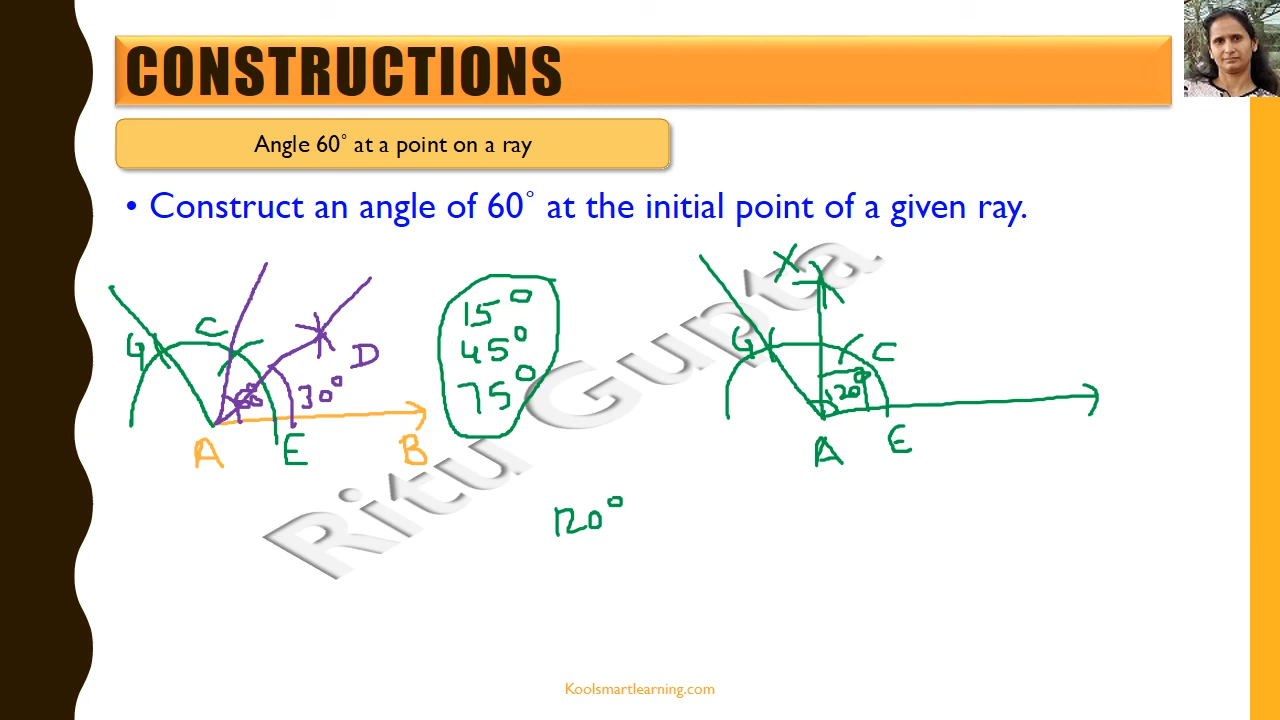 CONSTRUCTIONS
Angle 60° at a point on a ray
• Construct an angle of 60° at the initial point of a given ray.
G
C
D
60°
30°
A
E
B
15°
45°
75°
G
C
120°
A
E
120°
Ritu Gupta
Koolsmartlearning.com